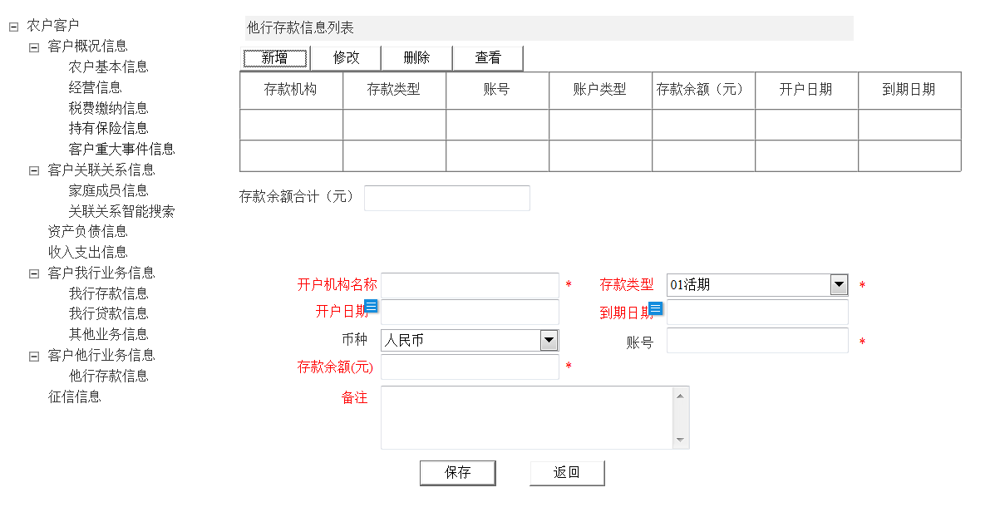 农户客户
客户概况信息
农户基本信息
经营信息
税费缴纳信息
持有保险信息
客户重大事件信息
客户关联关系信息
家庭成员信息
关联关系智能搜索
资产负债信息
收入支出信息
客户我行业务信息
我行存款信息
我行贷款信息
其他业务信息
客户他行业务信息
他行存款信息
征信信息
他行存款信息列表
新增 修改 删除 查看
存款机构 存款类型 账号 账户类型 存款余额（元） 开户日期 到期日期
存款余额合计（元）
开户机构名称 * 存款类型 01活期 *
开户日期 到期日期
币种 人民币 账号 *
存款余额(元) *
备注
保存 返回